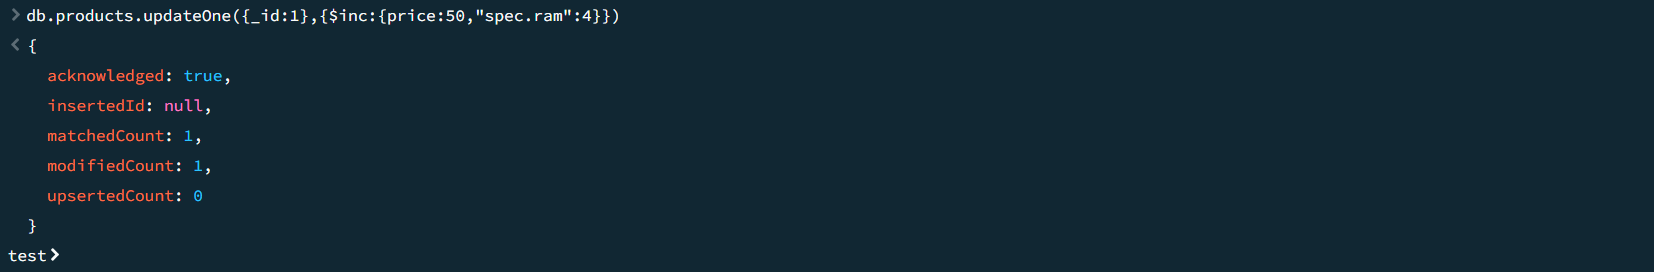 > db.products.updateOne({_id:1},{$inc:{price:50,"spec.ram":4}})
< {
acknowledged: true,
insertedId: null,
matchedCount: 1,
modifiedCount: 1,
upsertedCount: 0
}
test>